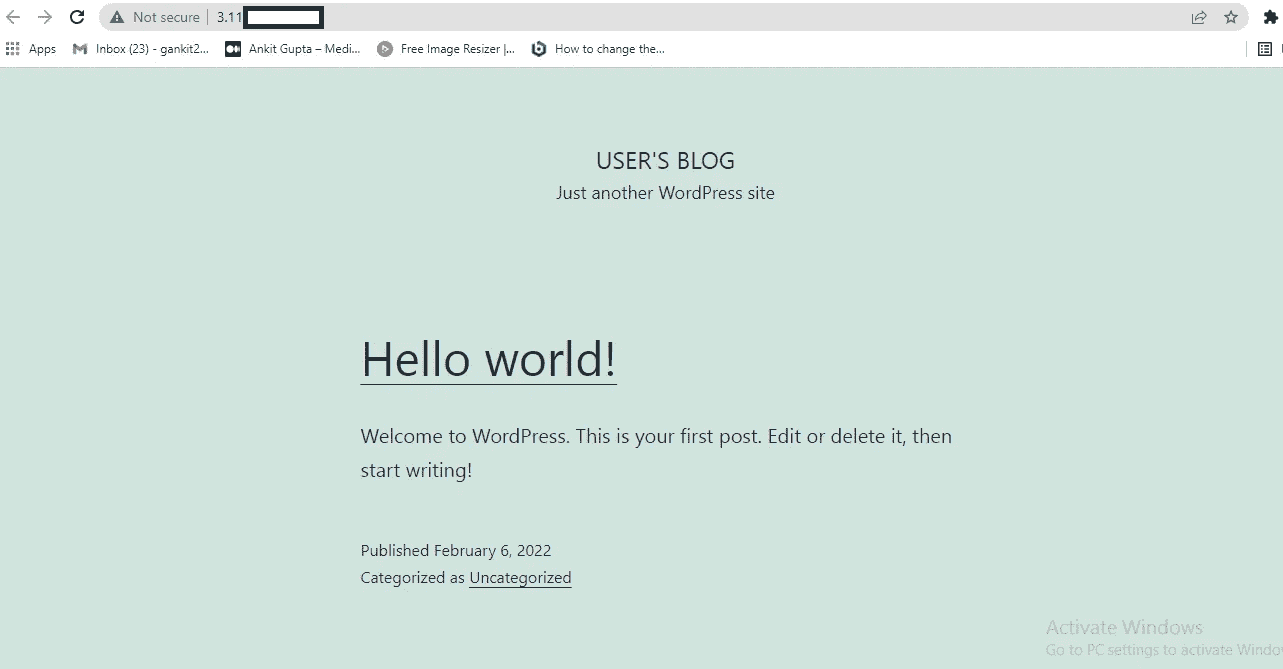 Not secure 3.11
Apps Inbox (23) - gankit2... Ankit Gupta – Medi... Free Image Resizer |... How to change the...
USER'S BLOG
Just another WordPress site
Hello world!
Welcome to WordPress. This is your first post. Edit or delete it, then
start writing!
Published February 6, 2022
Categorized as Uncategorized
Activate Windows
Go to PC settings to activate Windo